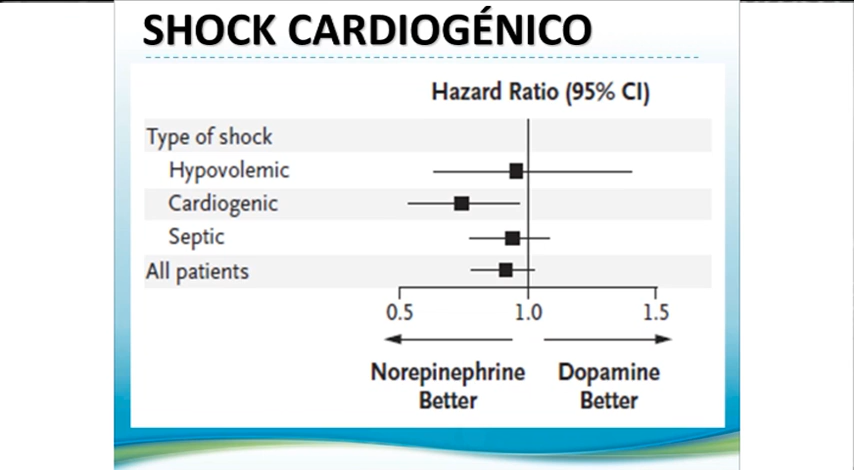 SHOCK CARDIOGÉNICO
Hazard Ratio (95% CI)
Type of shock
Hypovolemic
Cardiogenic
Septic
All patients
0.5 1.0 1.5
Norepinephrine Better
Dopamine Better